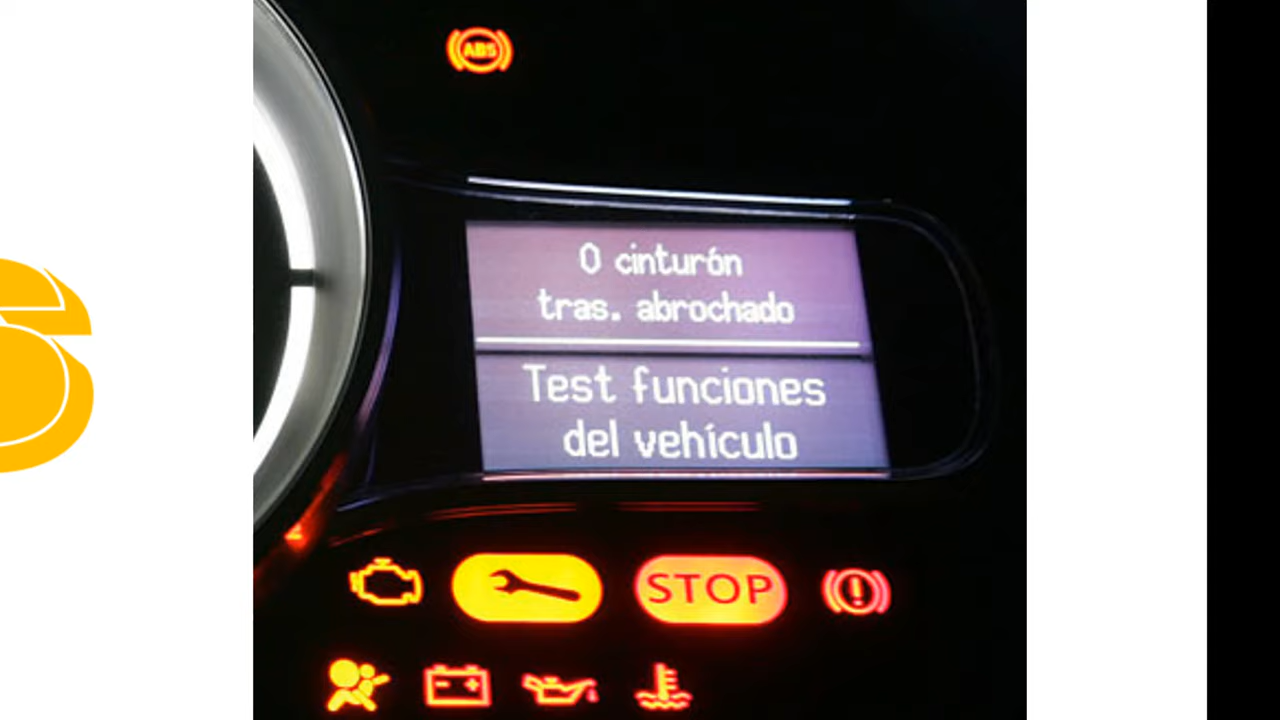 ABS
0 cinturón
tras. abrochado
Test funciones
del vehículo
STOP